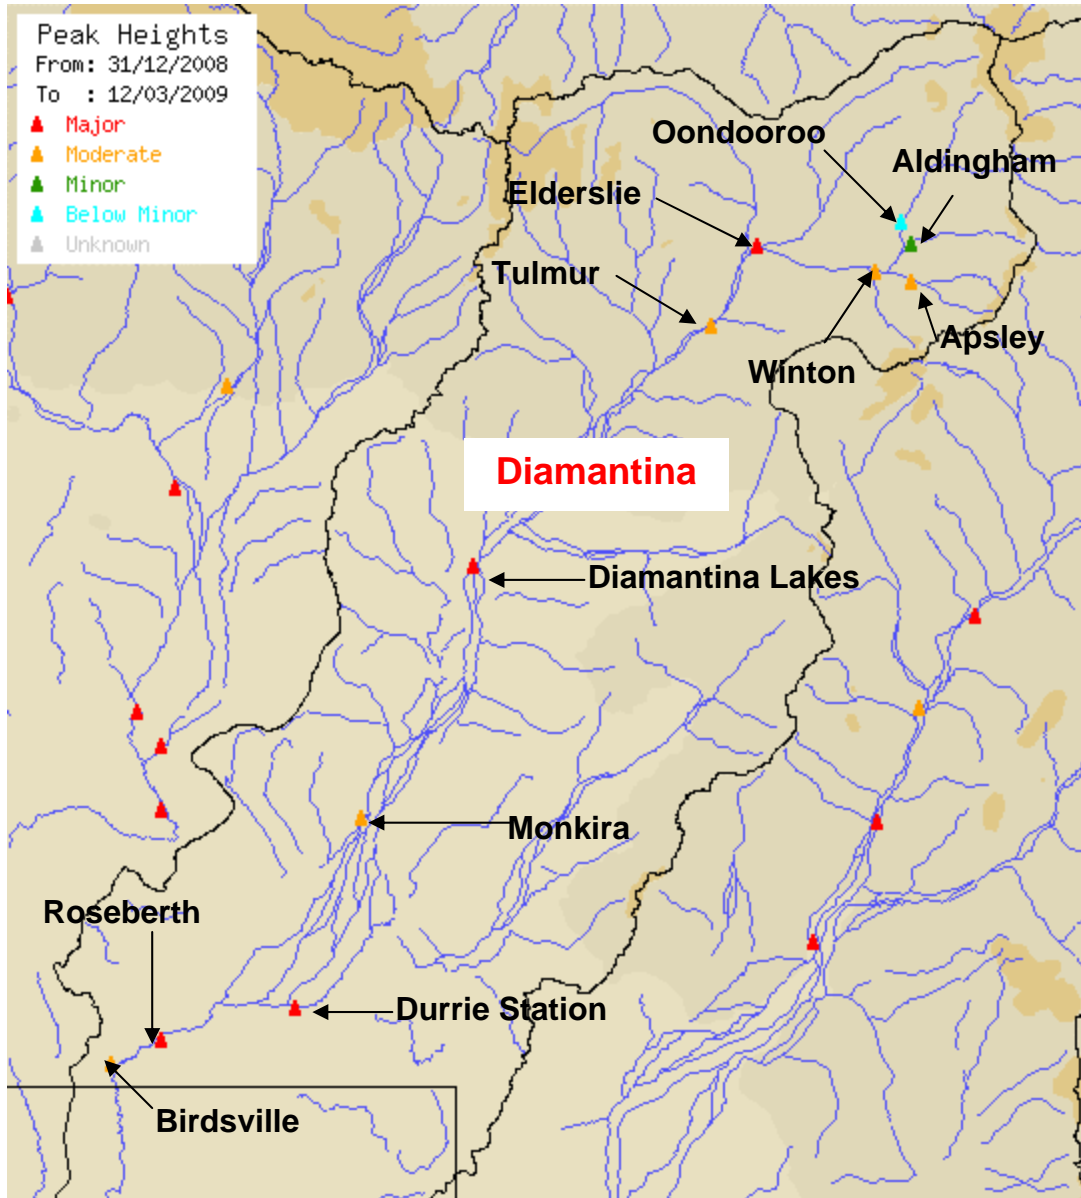 Peak Heights
From: 31/12/2008
To : 12/03/2009
Major
Moderate
Minor
Below Minor
Unknown
Oondooroo
Aldingham
Elderslie
Tulmur
Apsley
Winton
Diamantina
Diamantina Lakes
Monkira
Roseberth
Durrie Station
Birdsville